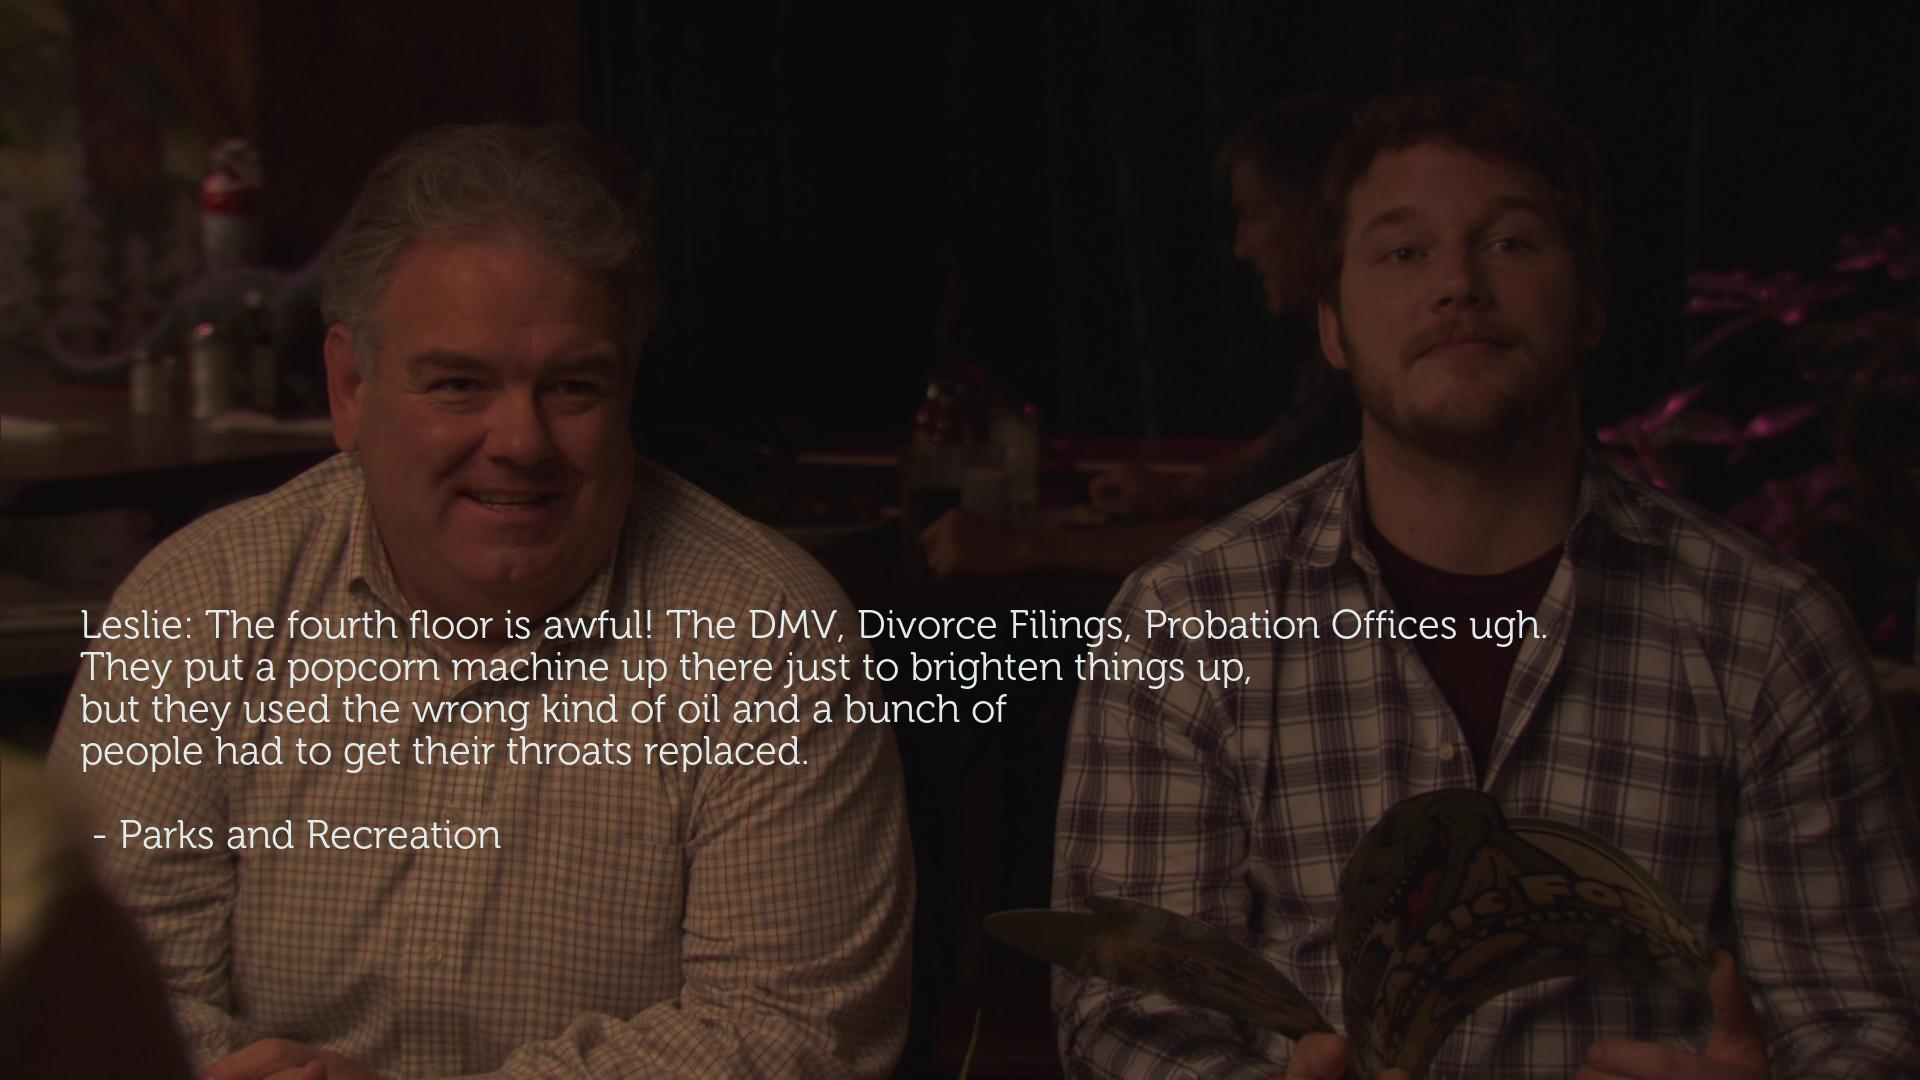 Leslie: The fourth floor is awful! The DMV, Divorce Filings, Probation Offices ugh.
They put a popcorn machine up there just to brighten things up,
but they used the wrong kind of oil and a bunch of
people had to get their throats replaced.
- Parks and Recreation